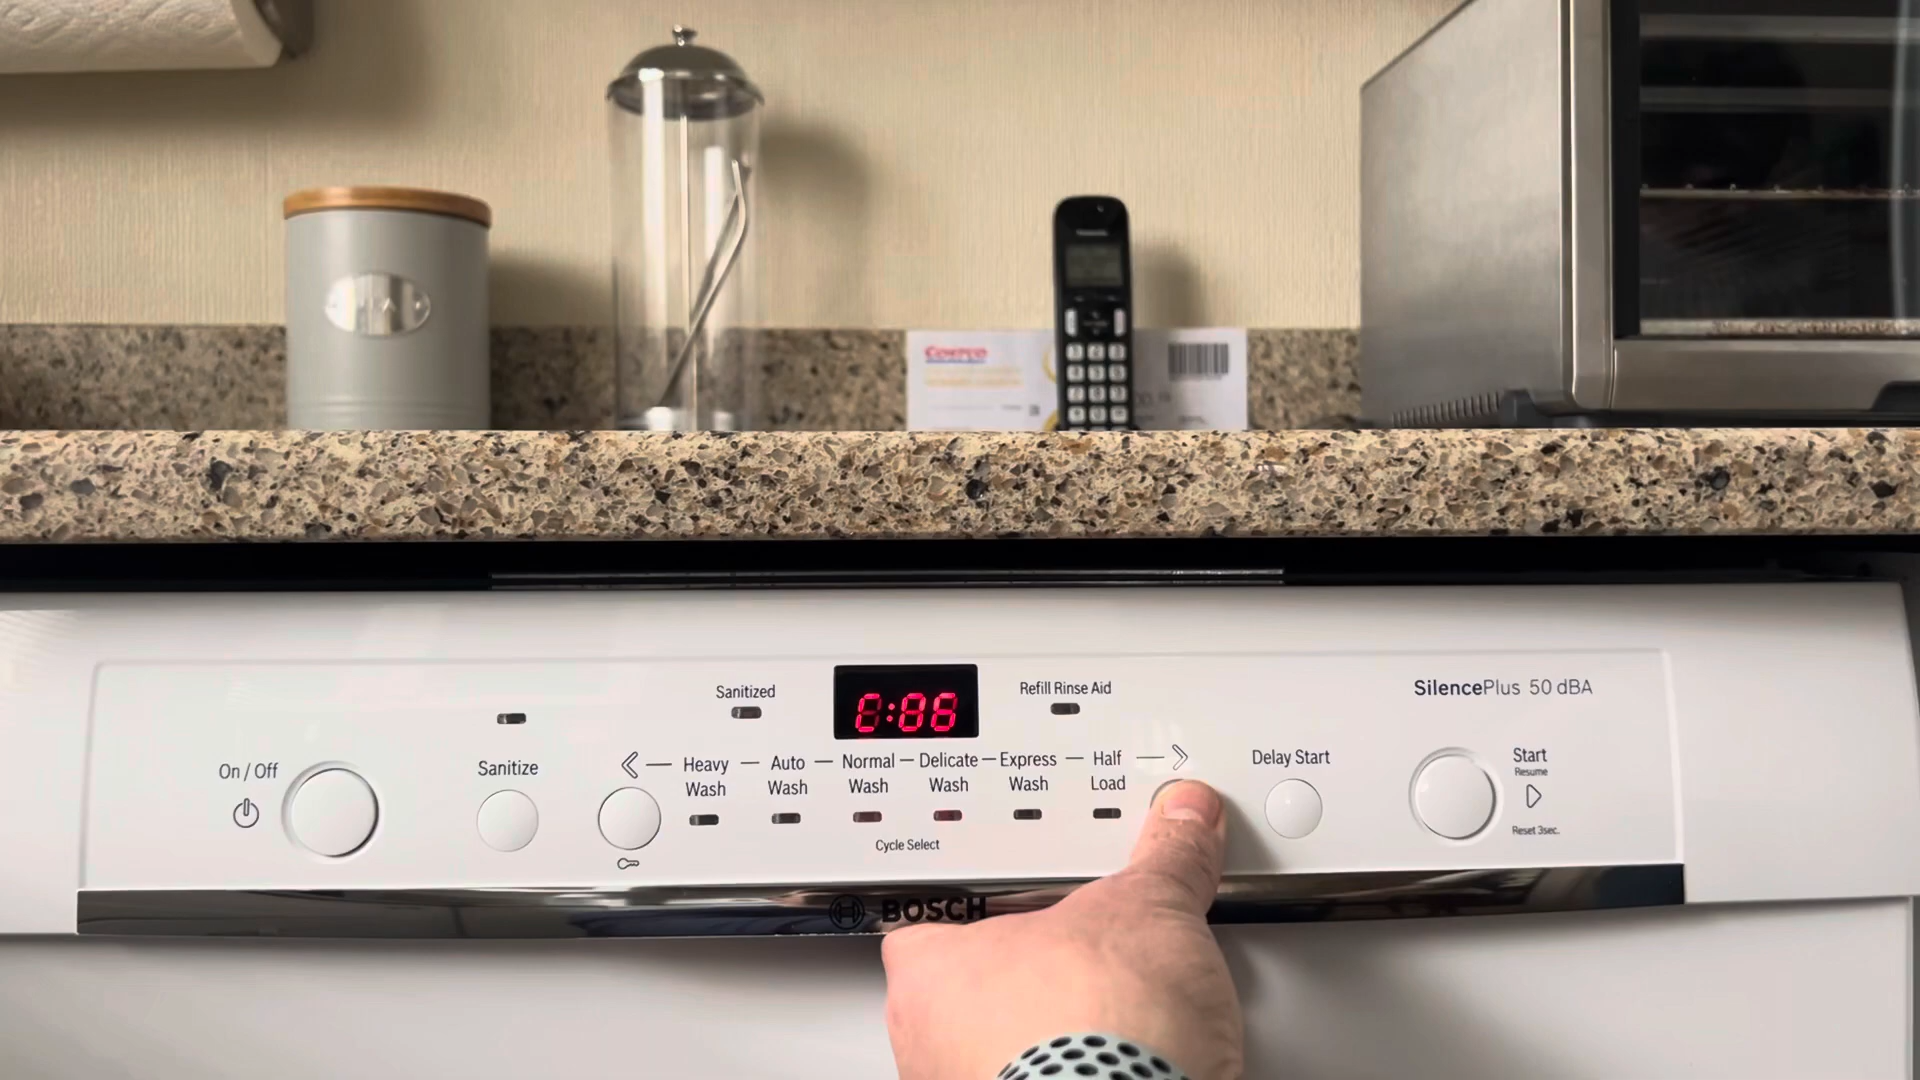 COSTCO
SilencePlus 50 dBA
Sanitized
Refill Rinse Aid
On / Off
Sanitize
Heavy Wash
Auto Wash
Normal Wash
Delicate Wash
Express Wash
Half Load
Delay Start
Start
Resume
Reset 3sec.
Cycle Select
BOSCH